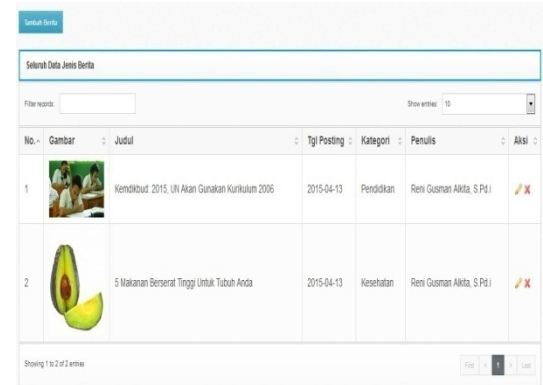 Tambah Berita
Seluruh Data Jenis Berita
Filter records:
Show entries: 10
No. Gambar Judul Tgl Posting Kategori Penulis Aksi
1 Kemdikbud: 2015, UN Akan Gunakan Kurikulum 2006 2015-04-13 Pendidikan Reni Gusman Alkita, S.Pd.i
2 5 Makanan Berserat Tinggi Untuk Tubuh Anda 2015-04-13 Kesehatan Reni Gusman Alkita, S.Pd.i
Showing 1 to 2 of 2 entries
First < 1 > Last